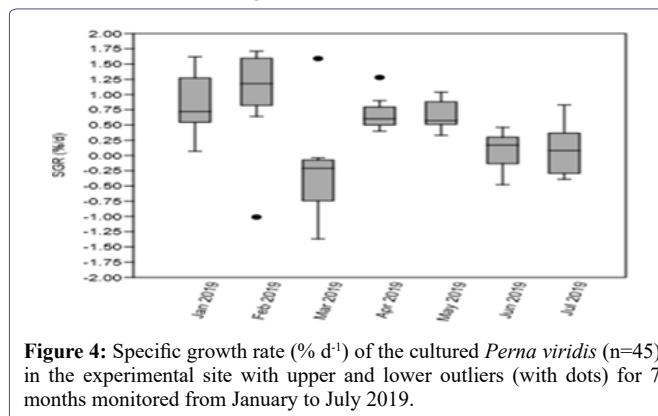 2.00
1.75
1.50
1.25
1.00
0.75
0.50
0.25
0.00
-0.25
-0.50
-0.75
-1.00
-1.25
-1.50
-1.75
-2.00
SGR (%/d)
Jan 2019
Feb 2019
Mar 2019
Apr 2019
May 2019
Jun 2019
Jul 2019
Figure 4: Specific growth rate (% d-1) of the cultured Perna viridis (n=45)
in the experimental site with upper and lower outliers (with dots) for 7
months monitored from January to July 2019.